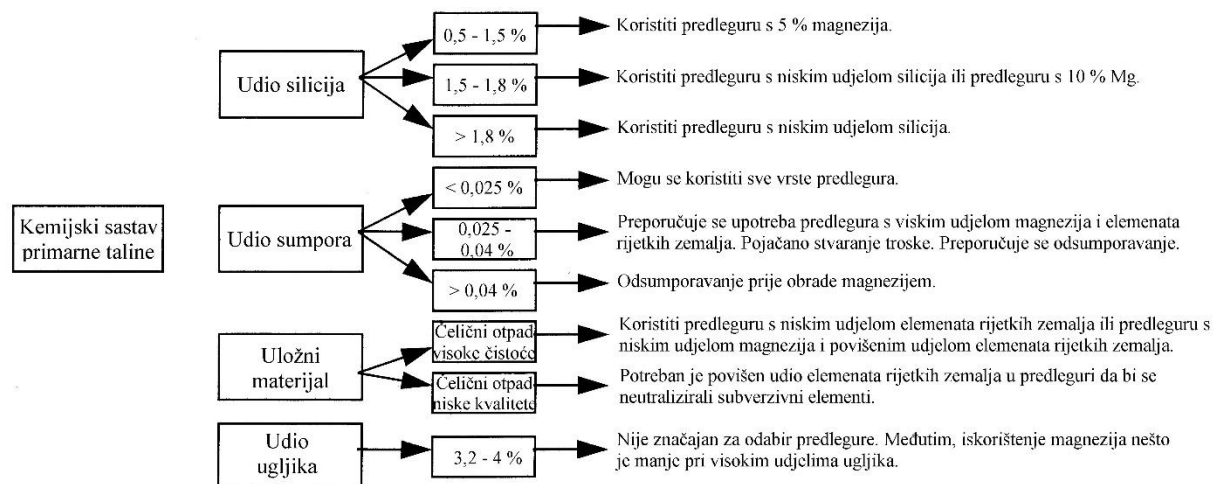 Kemijski sastav
primarne taline
Udio silicija
0,5 - 1,5 %
Koristiti predleguru s 5 % magnezija.
1,5 - 1,8 %
Koristiti predleguru s niskim udjelom silicija ili predleguru s 10 % Mg.
> 1,8 %
Koristiti predleguru s niskim udjelom silicija.
Udio sumpora
< 0,025 %
Mogu se koristiti sve vrste predlegura.
0,025 -
0,04 %
Preporučuje se upotreba predlegura s viskim udjelom magnezija i elemenata
rijetkih zemalja. Pojačano stvaranje troske. Preporučuje se odsumporavanje.
> 0,04 %
Odsumporavanje prije obrade magnezijem.
Uložni
materijal
Čelični otpad
visoke čistoće
Koristiti predleguru s niskim udjelom elemenata rijetkih zemalja ili predleguru s
niskim udjelom magnezija i povišenim udjelom elemenata rijetkih zemalja.
Čelični otpad
niske kvalitete
Potreban je povišen udio elemenata rijetkih zemalja u predleguri da bi se
neutralizirali subverzivni elementi.
Udio
ugljika
3,2 - 4 %
Nije značajan za odabir predlegure. Međutim, iskorištenje magnezija nešto
je manje pri visokim udjelima ugljika.